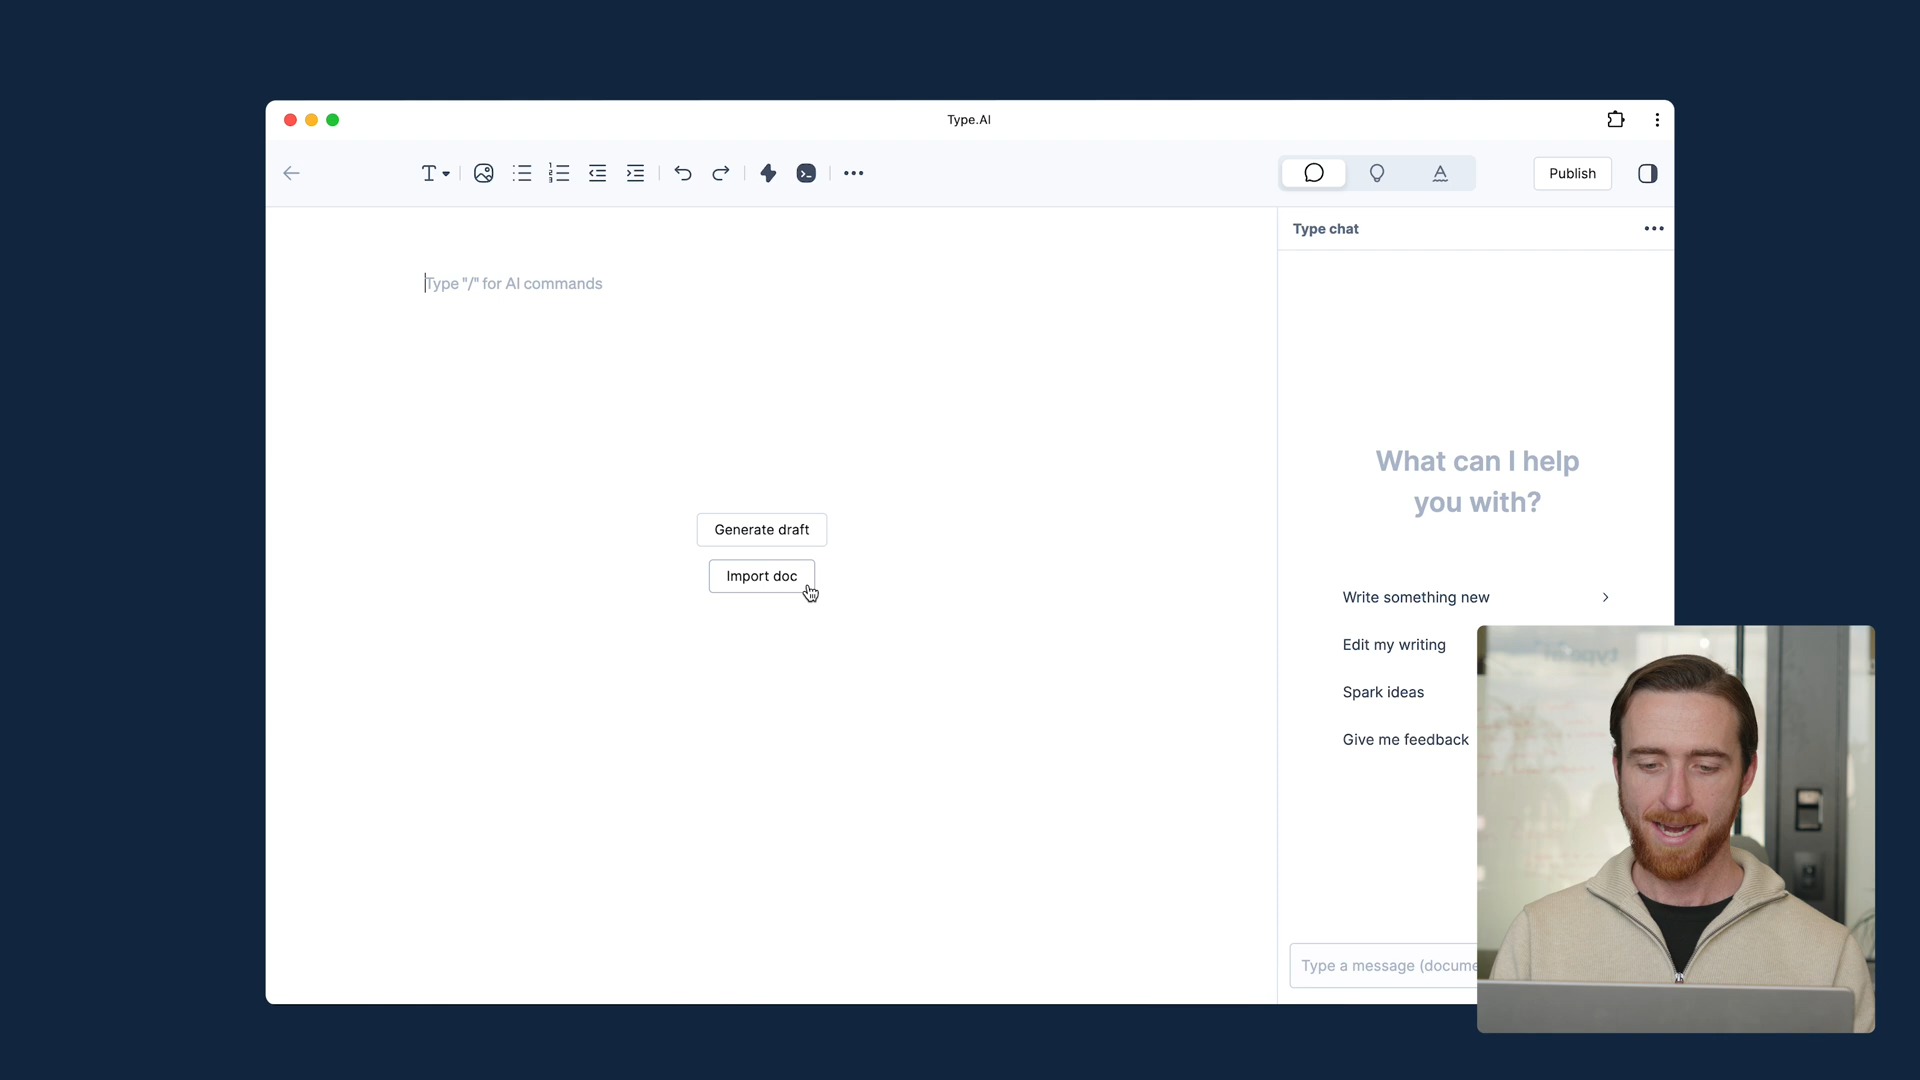 Type.AI
Publish
Type chat
Type "/" for AI commands
What can I help
you with?
Generate draft
Import doc
Write something new
Edit my writing
Spark ideas
Give me feedback
Type a message (docume